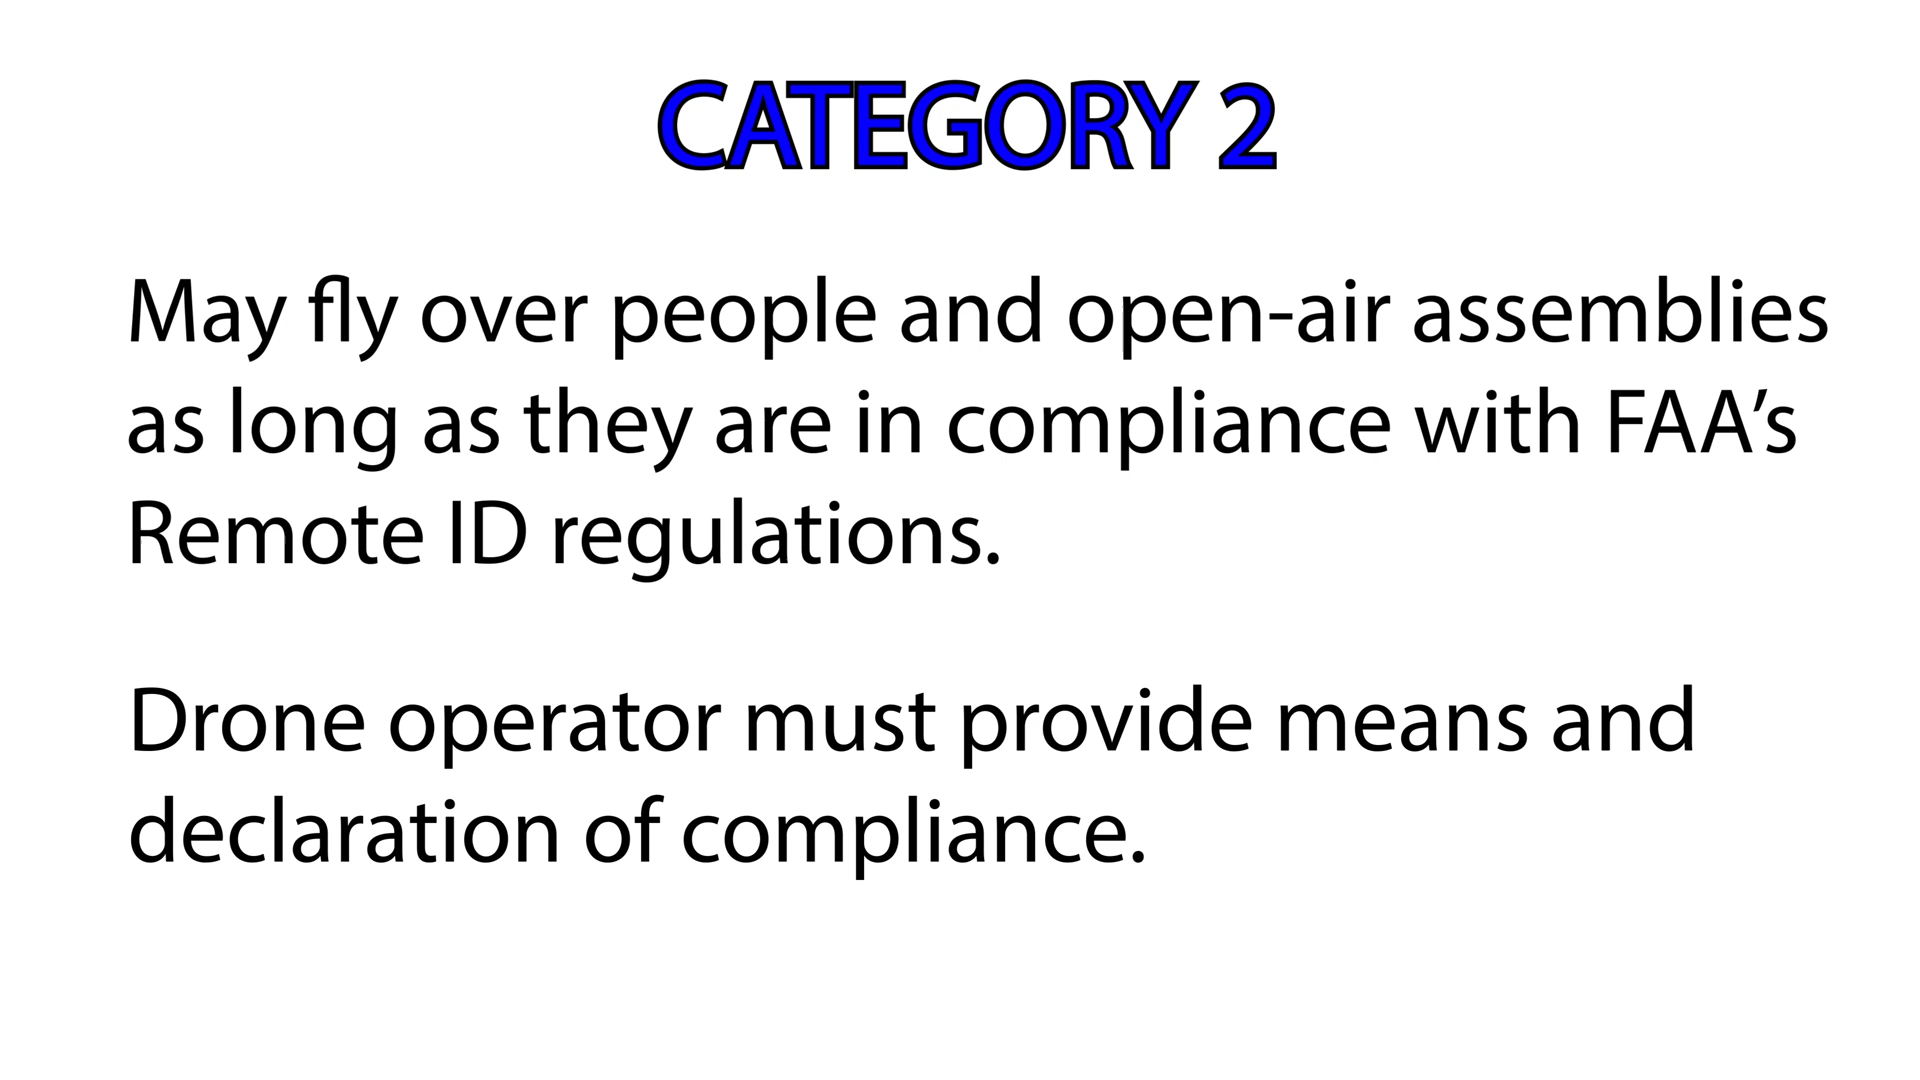 CATEGORY 2
May fly over people and open-air assemblies
as long as they are in compliance with FAA’s
Remote ID regulations.
Drone operator must provide means and
declaration of compliance.